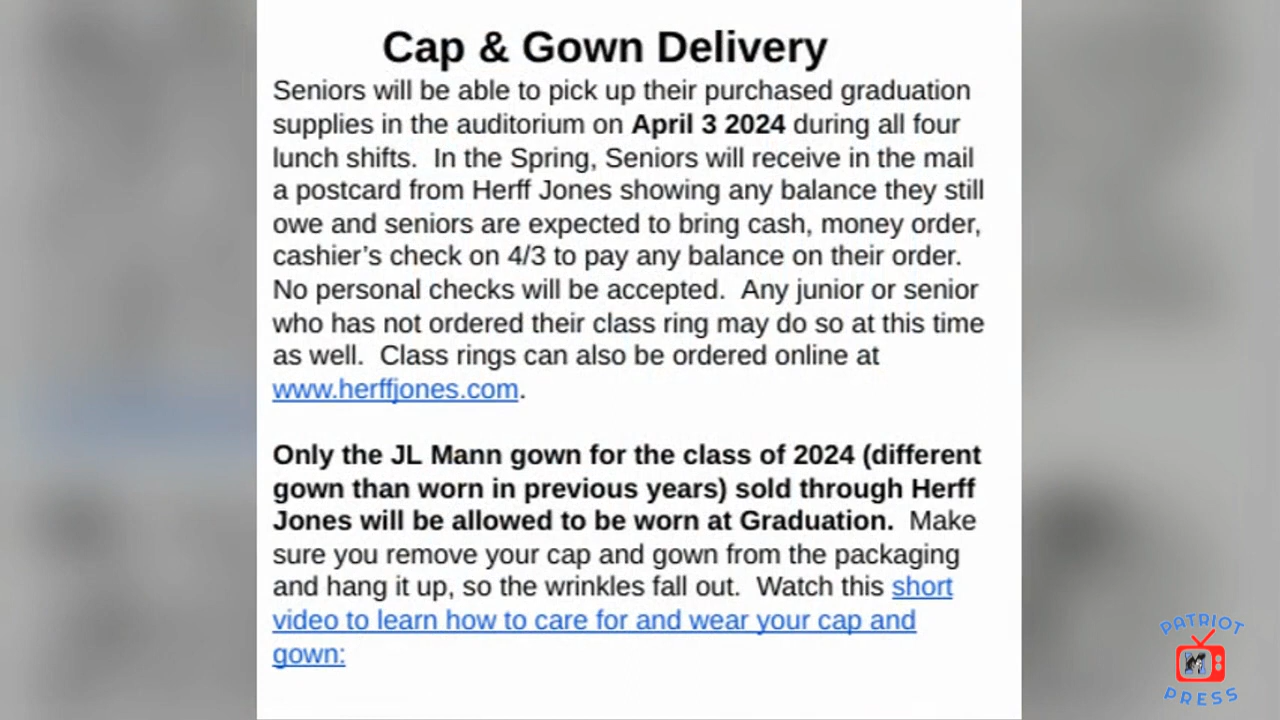 Cap & Gown Delivery
Seniors will be able to pick up their purchased graduation
supplies in the auditorium on April 3 2024 during all four
lunch shifts.  In the Spring, Seniors will receive in the mail
a postcard from Herff Jones showing any balance they still
owe and seniors are expected to bring cash, money order,
cashier's check on 4/3 to pay any balance on their order.
No personal checks will be accepted.  Any junior or senior
who has not ordered their class ring may do so at this time
as well.  Class rings can also be ordered online at
www.herffjones.com.
Only the JL Mann gown for the class of 2024 (different
gown than worn in previous years) sold through Herff
Jones will be allowed to be worn at Graduation.  Make
sure you remove your cap and gown from the packaging
and hang it up, so the wrinkles fall out.  Watch this short
video to learn how to care for and wear your cap and
gown:
PATRIOT
PRESS